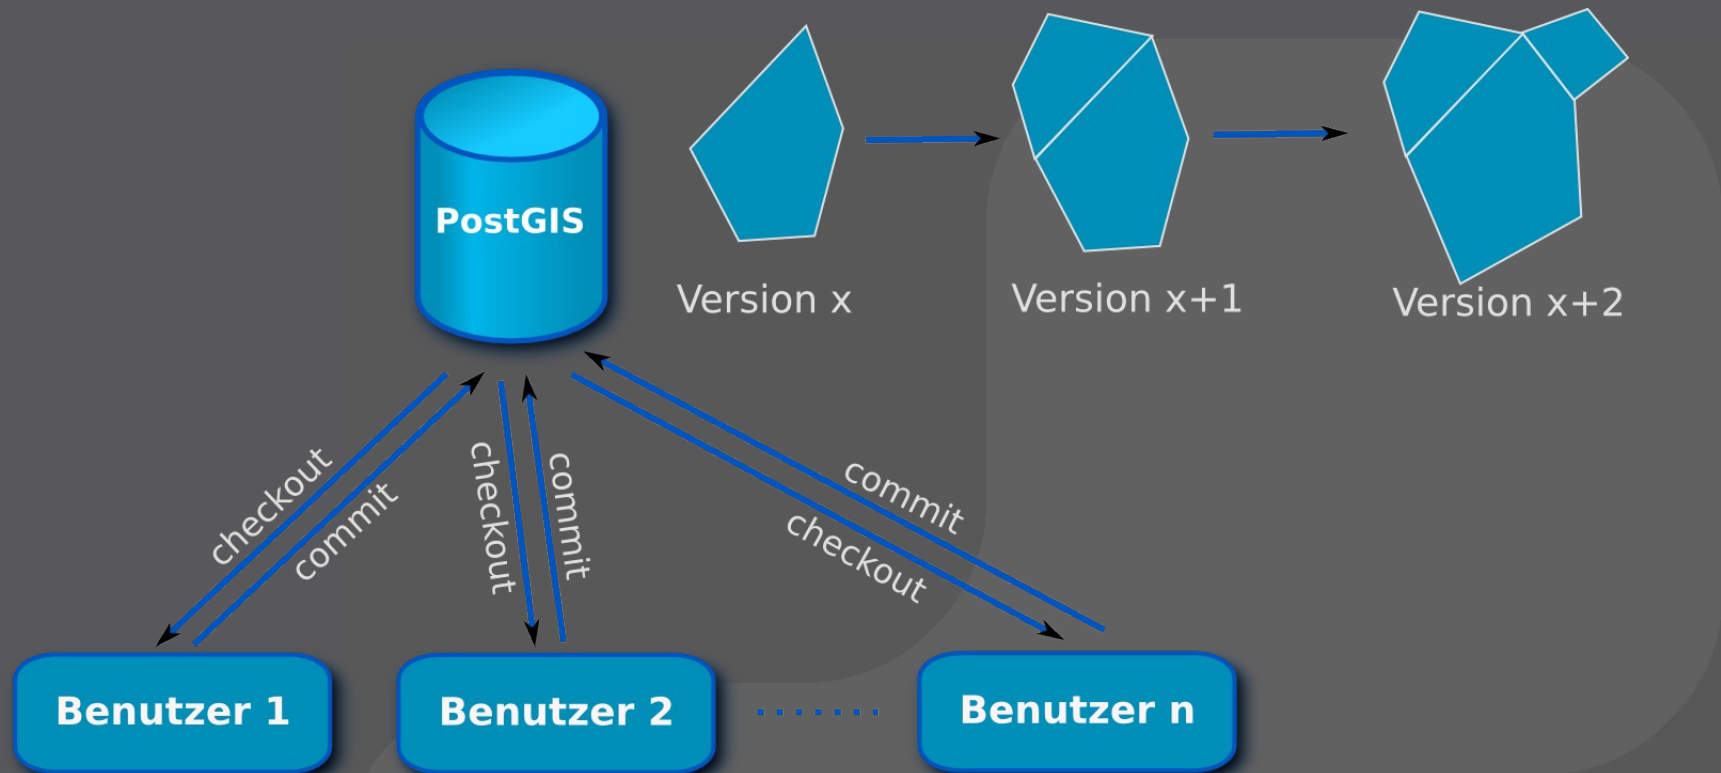 PostGIS
Version x
Version x+1
Version x+2
checkout
commit
checkout
commit
commit
checkout
Benutzer 1
Benutzer 2
Benutzer n